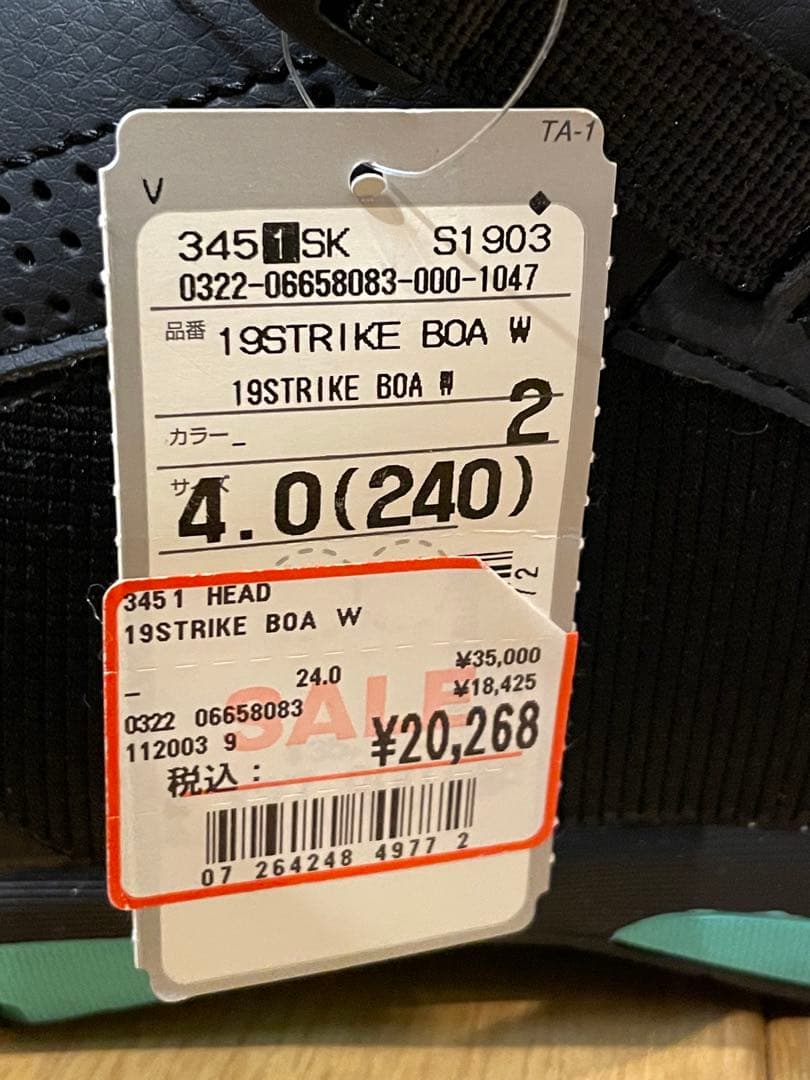 TA-1
V
3451SK S1903
0322-06658083-000-1047
品番 19STRIKE BOA W
19STRIKE BOA W
カラー_ 2
サイズ
4.0(240)
3451 HEAD
19STRIKE BOA W
_ 24.0 ¥35,000
¥18,425
SALE
0322 06658083
112003 9 ¥20,268
税込:
07 264248 4977 2